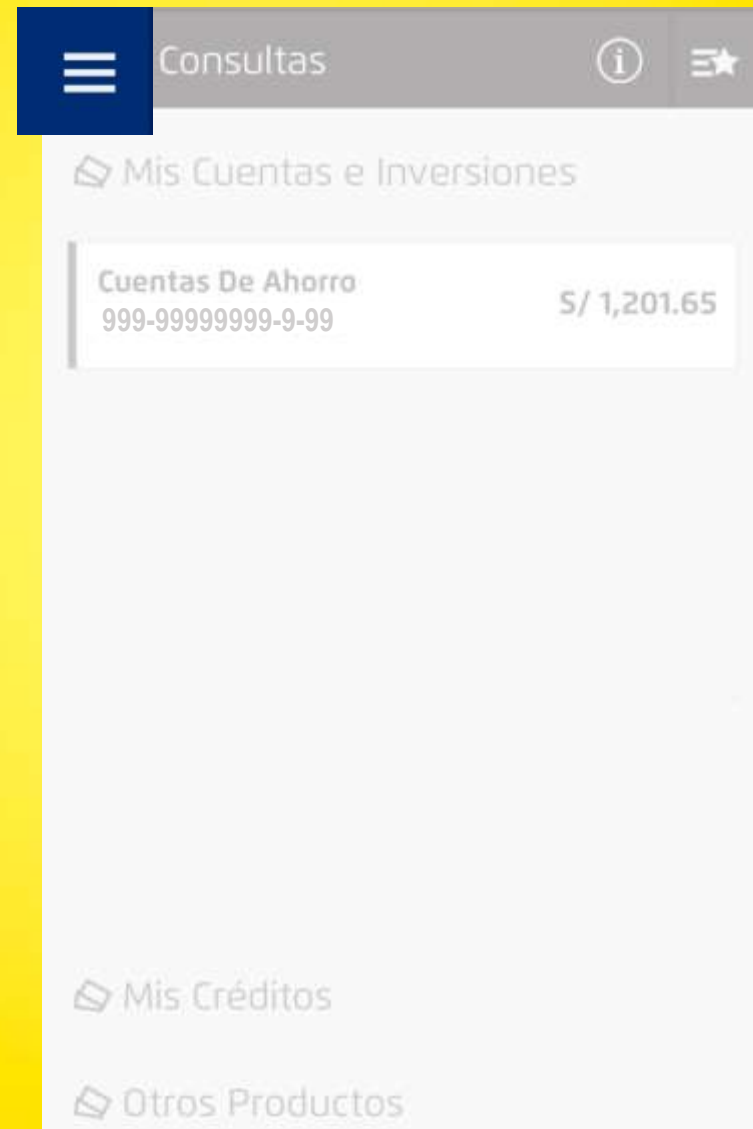 Consultas
Mis Cuentas e Inversiones
Cuentas De Ahorro
999-99999999-9-99
S/ 1,201.65
Mis Créditos
Otros Productos